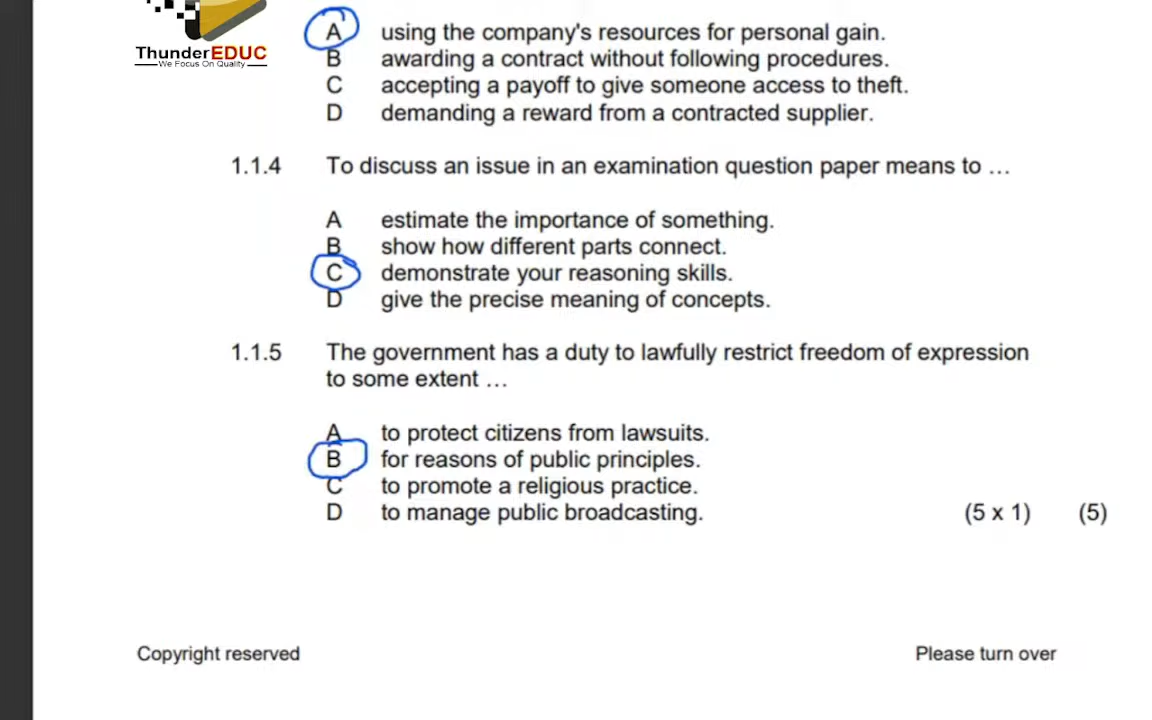 ThunderEDUC
We Focus On Quality
A using the company's resources for personal gain.
B awarding a contract without following procedures.
C accepting a payoff to give someone access to theft.
D demanding a reward from a contracted supplier.
1.1.4 To discuss an issue in an examination question paper means to …
A estimate the importance of something.
B show how different parts connect.
C demonstrate your reasoning skills.
D give the precise meaning of concepts.
1.1.5 The government has a duty to lawfully restrict freedom of expression
to some extent …
A to protect citizens from lawsuits.
B for reasons of public principles.
C to promote a religious practice.
D to manage public broadcasting. (5 x 1) (5)
Copyright reserved Please turn over